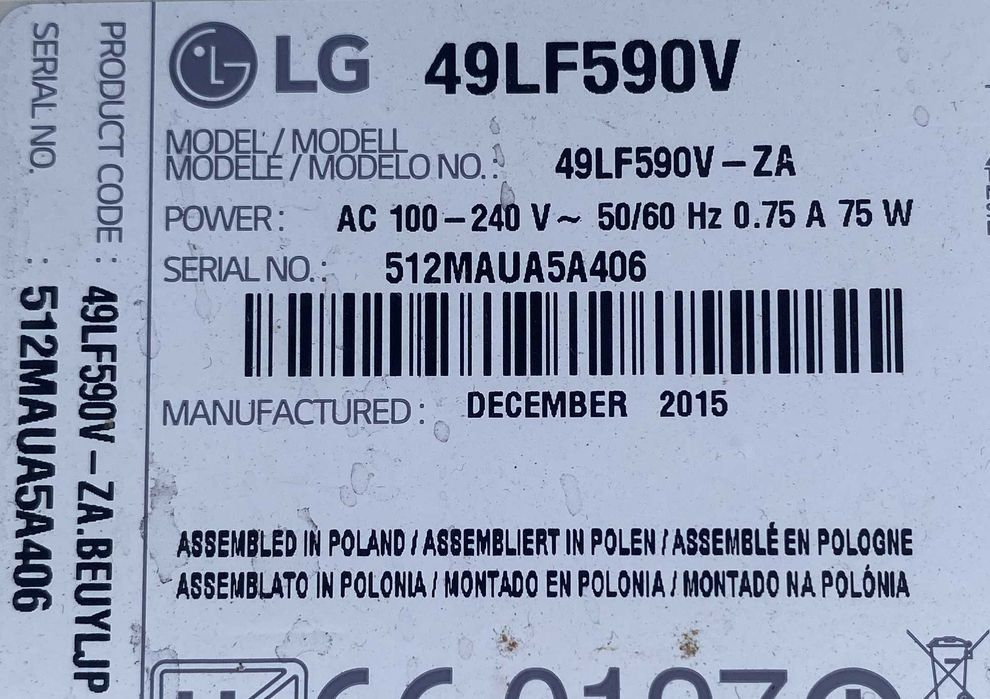 LG 49LF590V
MODEL / MODELL
MODELE / MODELO NO. : 49LF590V-ZA
POWER : AC 100-240 V~ 50/60 Hz 0.75 A 75 W
SERIAL NO. : 512MAUA5A406
MANUFACTURED : DECEMBER 2015
ASSEMBLED IN POLAND / ASSEMBLIERT IN POLEN / ASSEMBLÉ EN POLOGNE
ASSEMBLATO IN POLONIA / MONTADO EN POLONIA / MONTADO NA POLÓNIA
PRODUCT CODE : 49LF590V-ZA.BEUYLJP
SERIAL NO. : 512MAUA5A406